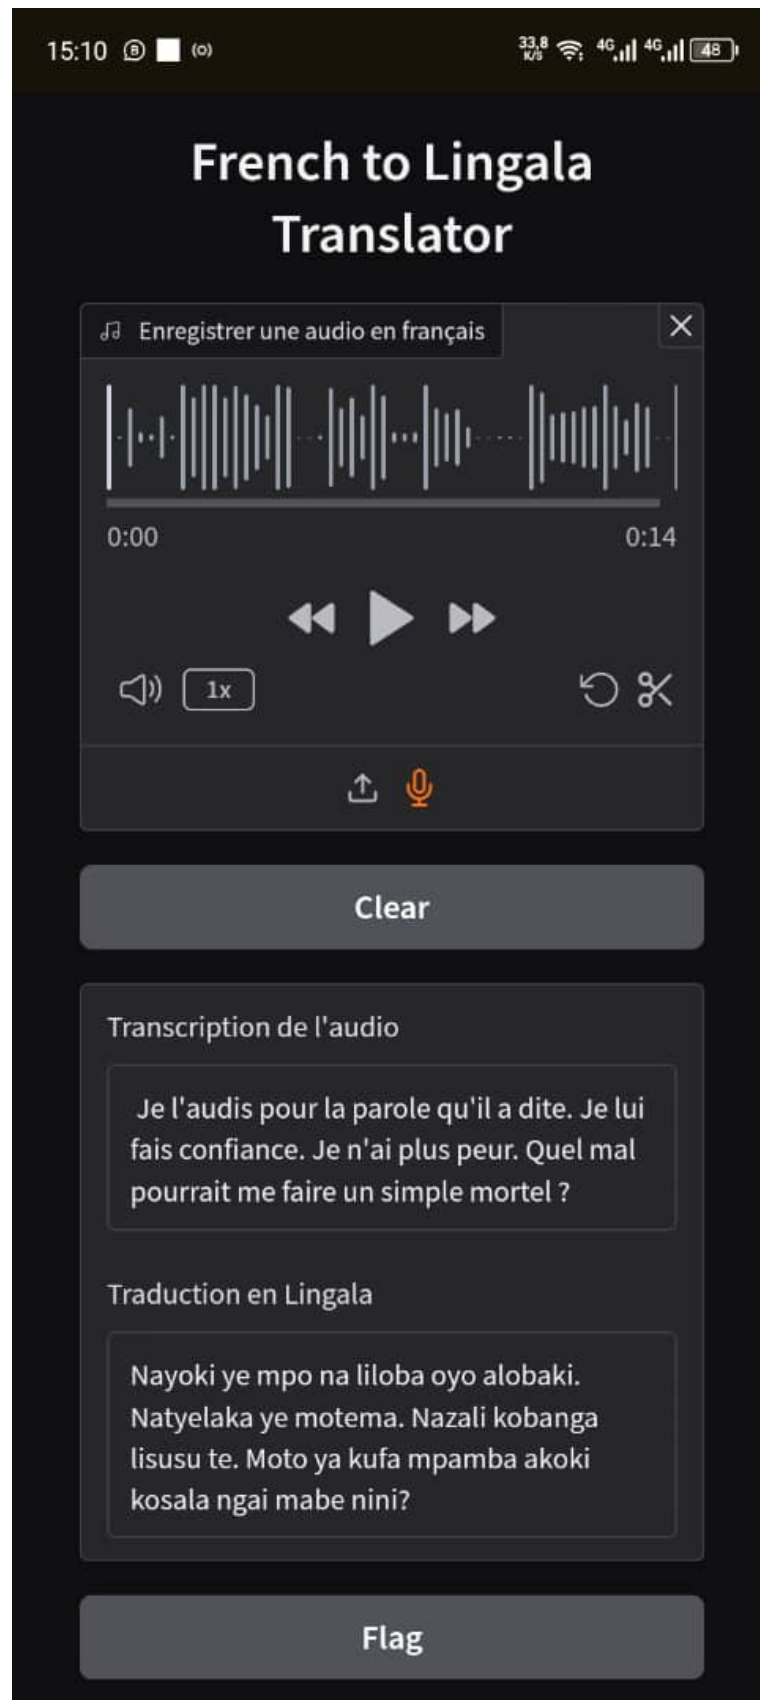 15:10
33,8
K/S
4G
4G
48
French to Lingala
Translator
Enregistrer une audio en français
0:00
0:14
1x
Clear
Transcription de l'audio
Je l'audis pour la parole qu'il a dite. Je lui
fais confiance. Je n'ai plus peur. Quel mal
pourrait me faire un simple mortel ?
Traduction en Lingala
Nayoki ye mpo na liloba oyo alobaki.
Natyelaka ye motema. Nazali kobanga
lisusu te. Moto ya kufa mpamba akoki
kosala ngai mabe nini?
Flag